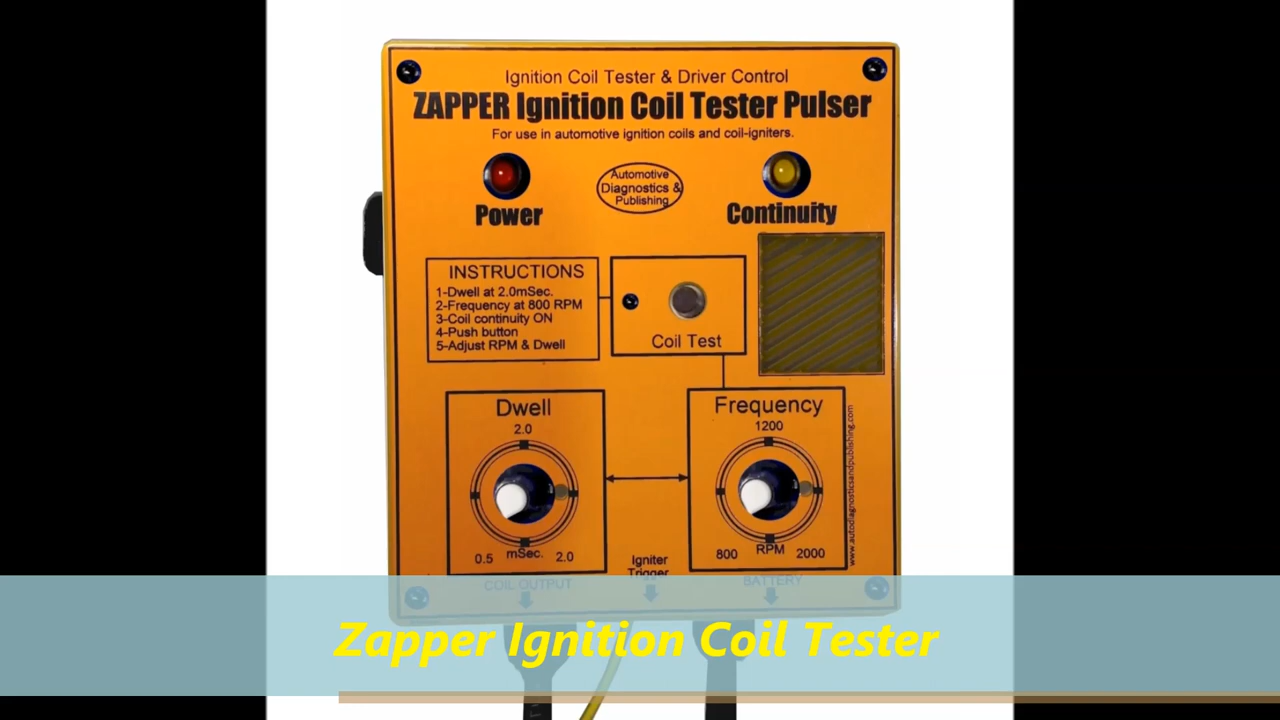 Ignition Coil Tester & Driver Control
ZAPPER Ignition Coil Tester Pulser
For use in automotive ignition coils and coil-igniters.
Automotive
Diagnostics &
Publishing
Power
Continuity
INSTRUCTIONS
1-Dwell at 2.0mSec.
2-Frequency at 800 RPM
3-Coil continuity ON
4-Push button
5-Adjust RPM & Dwell
Coil Test
Dwell
2.0
0.5 mSec. 2.0
Frequency
1200
800 RPM 2000
www.autodiagnosticsandpublishing.com
Igniter
Trigger
COIL OUTPUT
BATTERY
Zapper Ignition Coil Tester